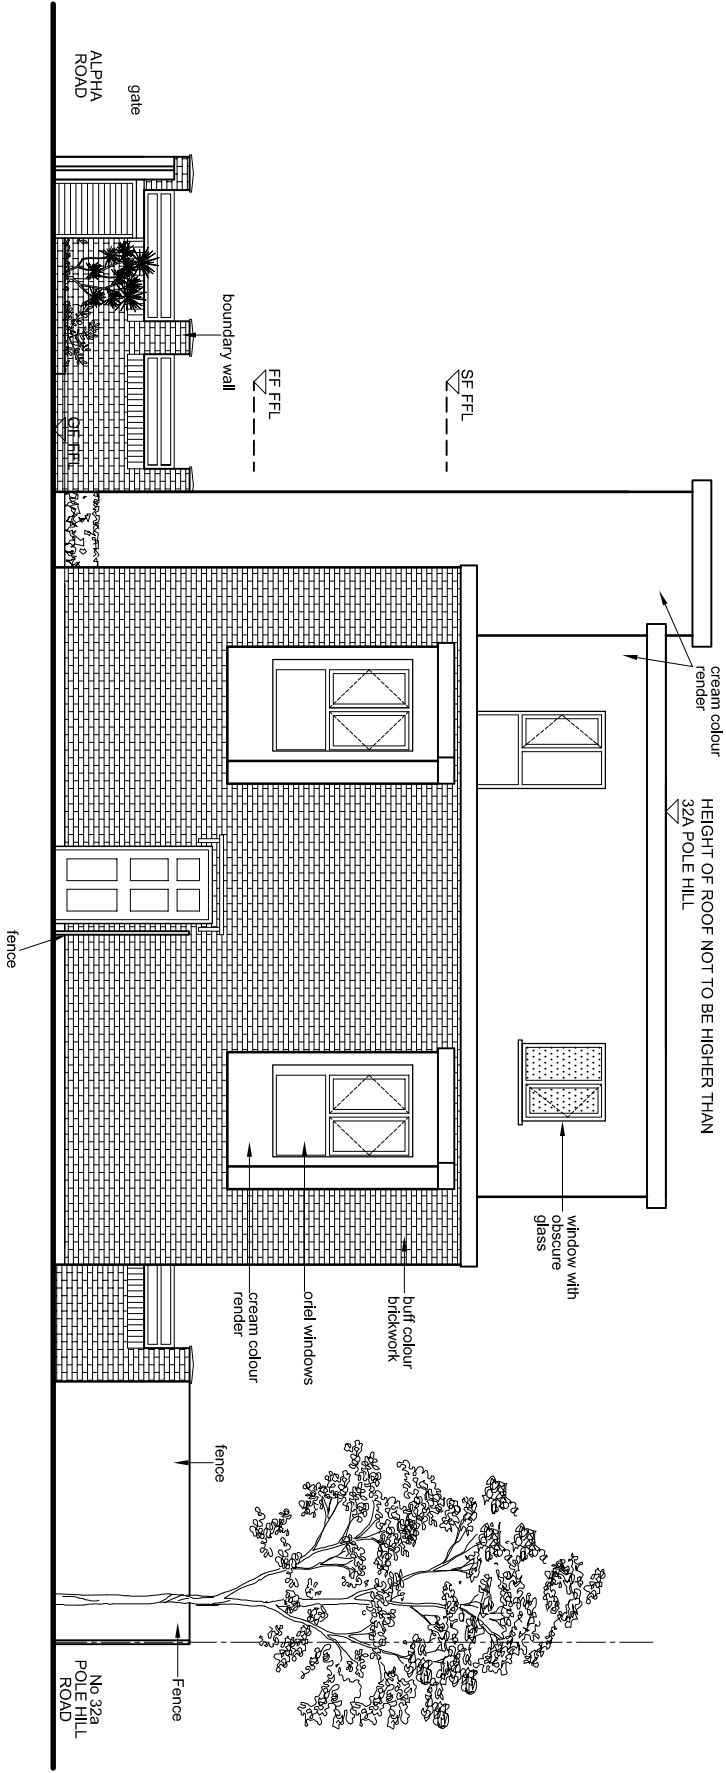 HEIGHT OF ROOF NOT TO BE HIGHER THAN
32A POLE HILL
cream colour
render
window with
obscure
glass
SF FFL
FF FFL
GF FFL
boundary wall
gate
ALPHA
ROAD
buff colour
brickwork
oriel windows
cream colour
render
fence
fence
Fence
No 32a
POLE HILL
ROAD